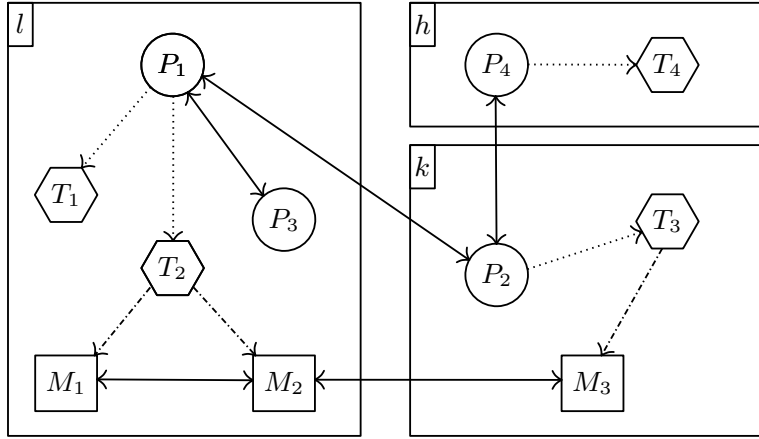 l
P₁
T₁
P₃
T₂
M₁
M₂
h
P₄
T₄
k
T₃
P₂
M₃